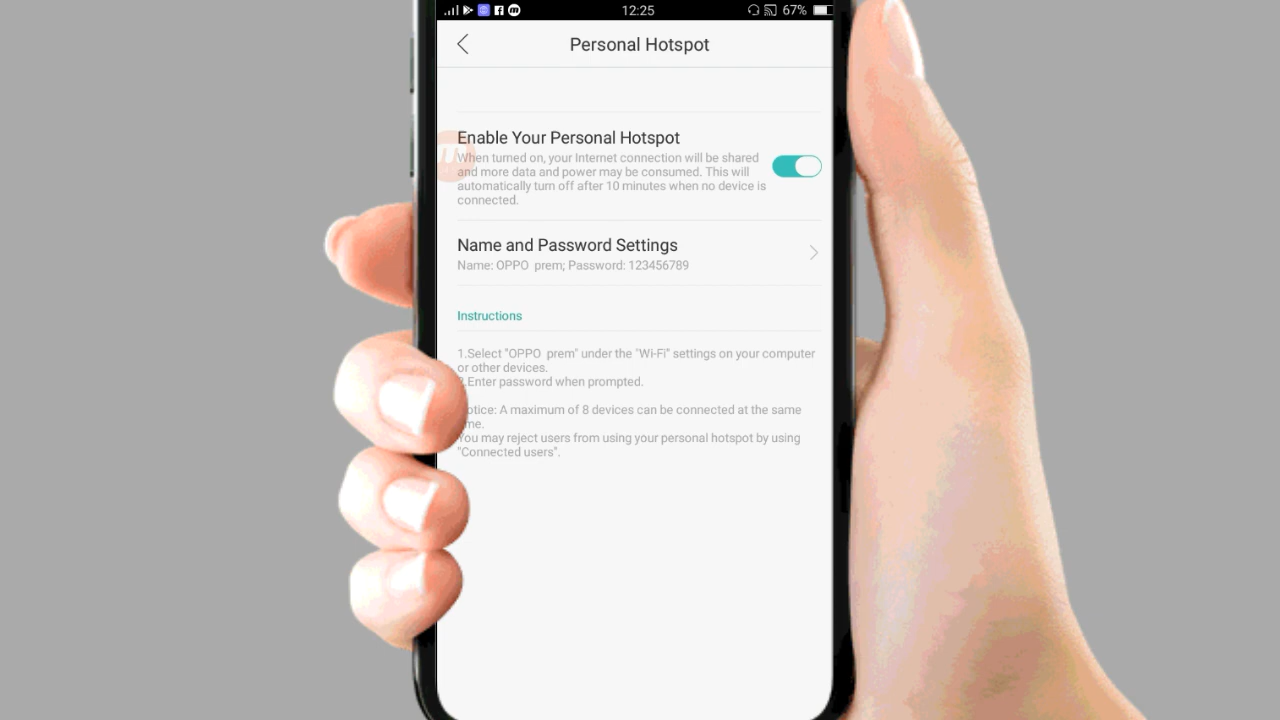 12:25
67%
Personal Hotspot
Enable Your Personal Hotspot
When turned on, your Internet connection will be shared
and more data and power may be consumed. This will
automatically turn off after 10 minutes when no device is
connected.
Name and Password Settings
Name: OPPO prem; Password: 123456789
Instructions
1.Select "OPPO prem" under the "Wi-Fi" settings on your computer
or other devices.
.Enter password when prompted.
otice: A maximum of 8 devices can be connected at the same
me.
You may reject users from using your personal hotspot by using
"Connected users".